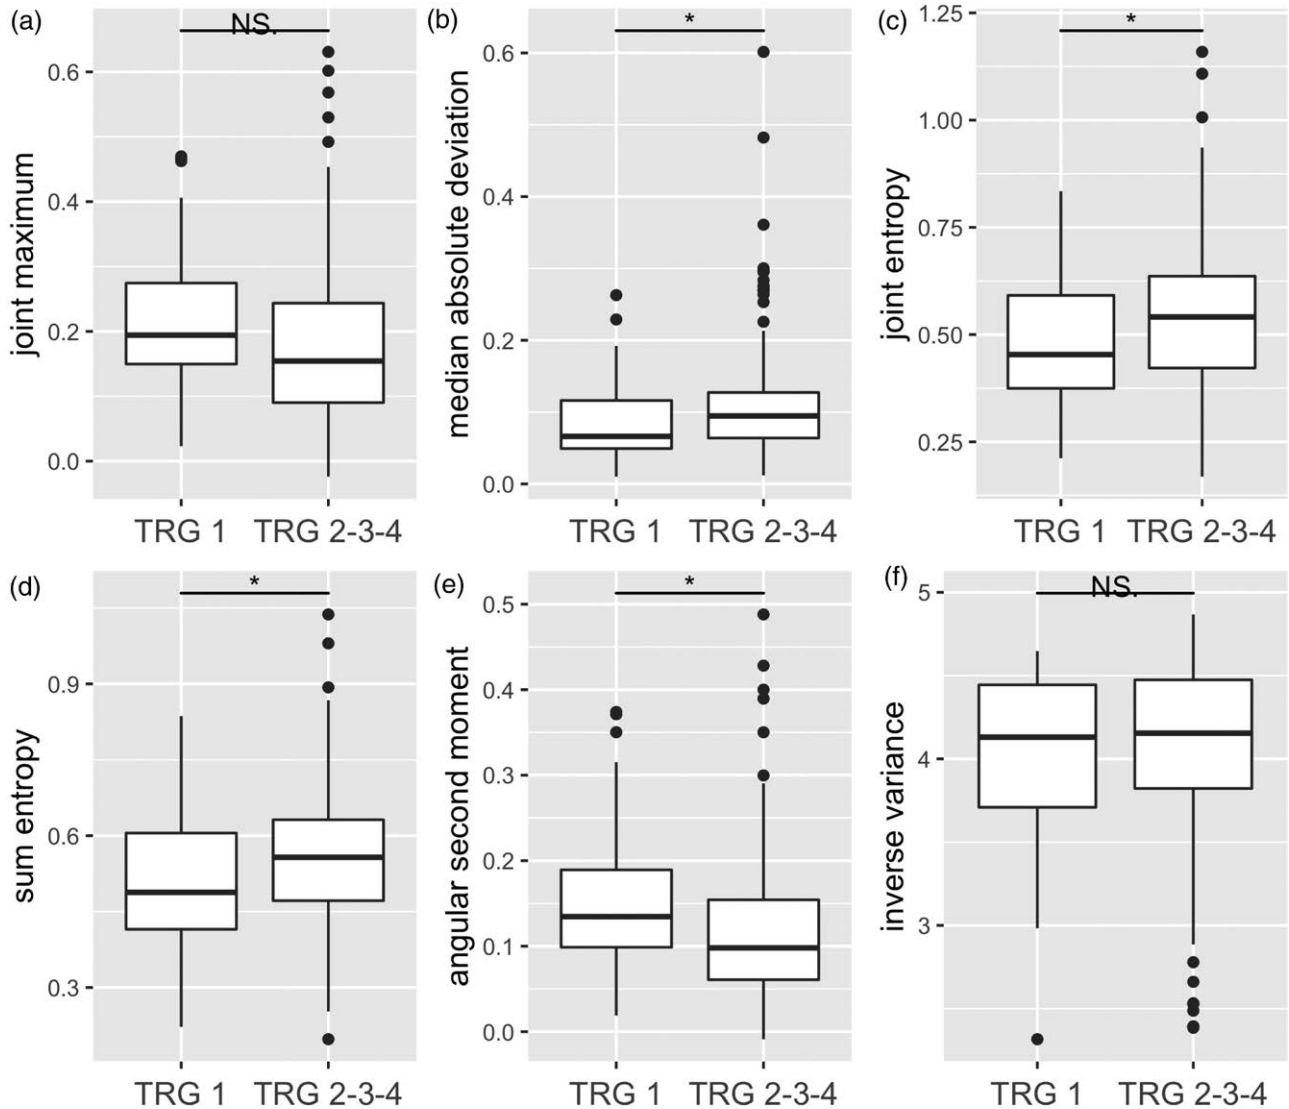 (a)
NS.
joint maximum
0.6
0.4
0.2
0.0
TRG 1 TRG 2-3-4
(b)
*
median absolute deviation
0.6
0.4
0.2
0.0
TRG 1 TRG 2-3-4
(c)
*
joint entropy
1.25
1.00
0.75
0.50
0.25
TRG 1 TRG 2-3-4
(d)
*
sum entropy
0.9
0.6
0.3
TRG 1 TRG 2-3-4
(e)
*
angular second moment
0.5
0.4
0.3
0.2
0.1
0.0
TRG 1 TRG 2-3-4
(f)
NS.
inverse variance
5
4
3
TRG 1 TRG 2-3-4